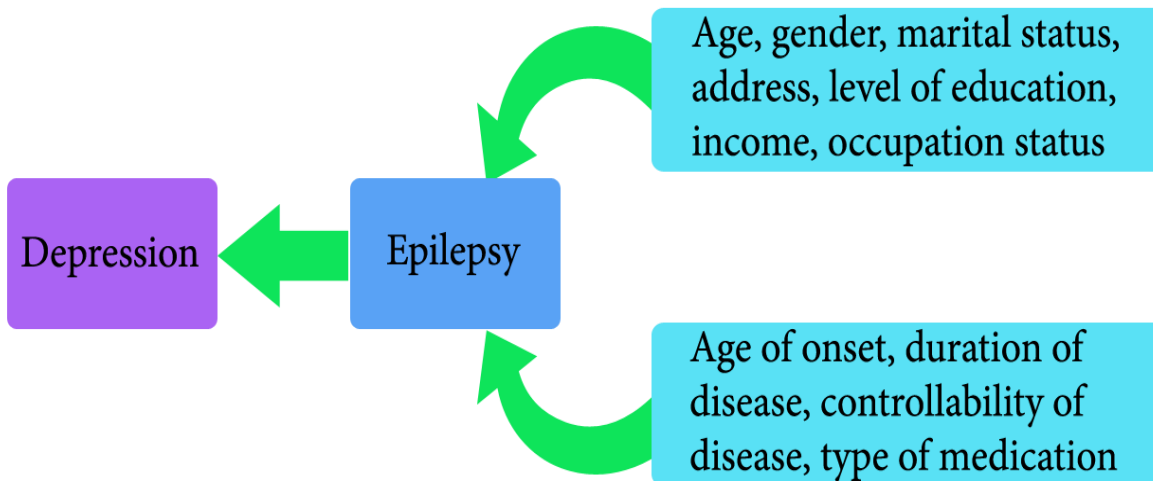 Age, gender, marital status,
address, level of education,
income, occupation status
Depression
Epilepsy
Age of onset, duration of
disease, controllability of
disease, type of medication